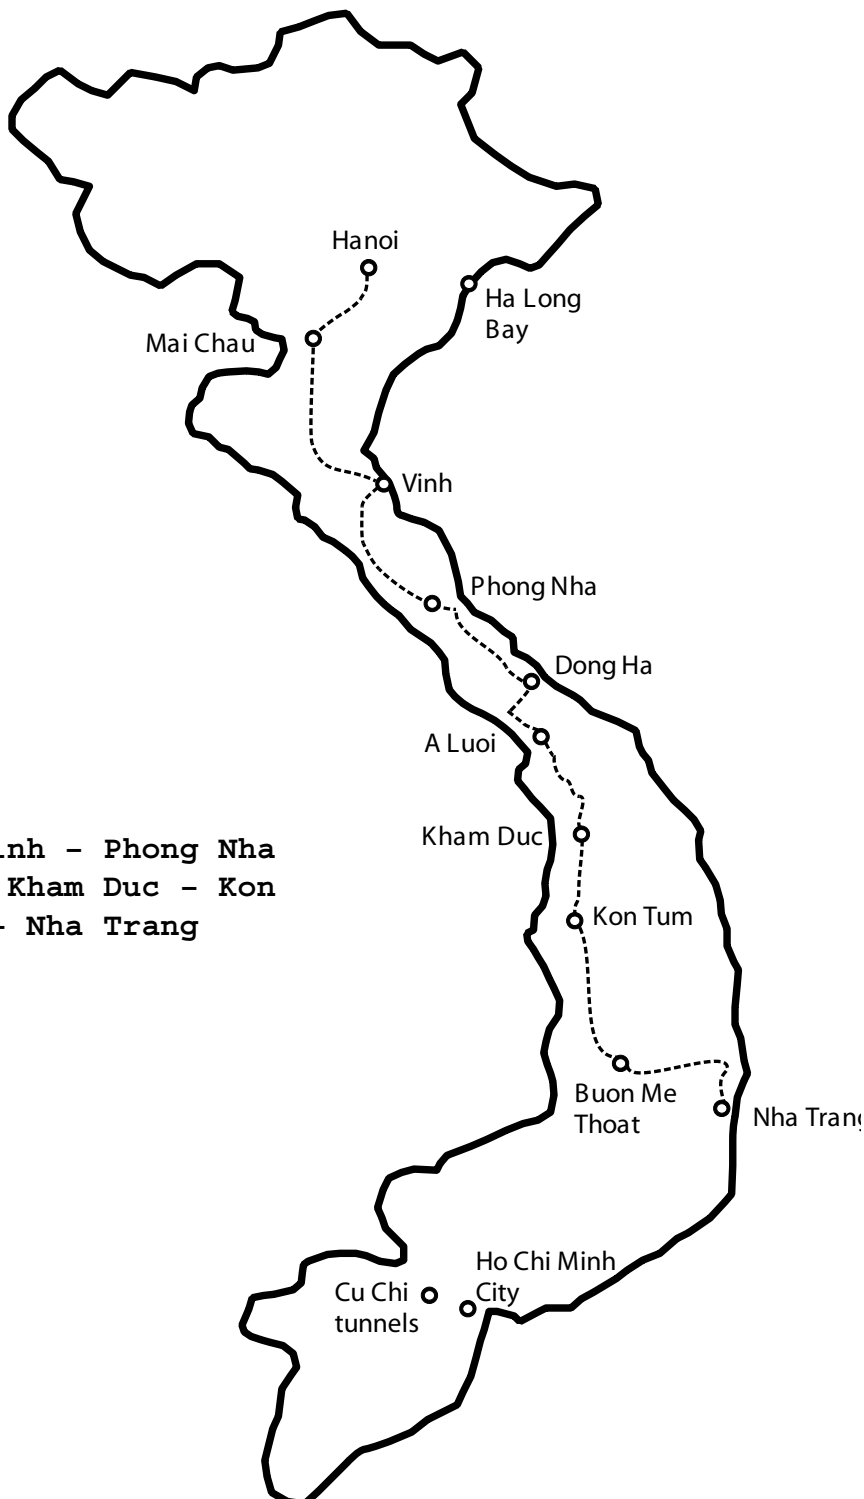 Hanoi
Ha Long
Bay
Mai Chau
Vinh
Phong Nha
Dong Ha
A Luoi
Kham Duc
inh – Phong Nha
Kham Duc – Kon
– Nha Trang
Kon Tum
Buon Me
Thoat
Nha Trang
Ho Chi Minh
City
Cu Chi
tunnels